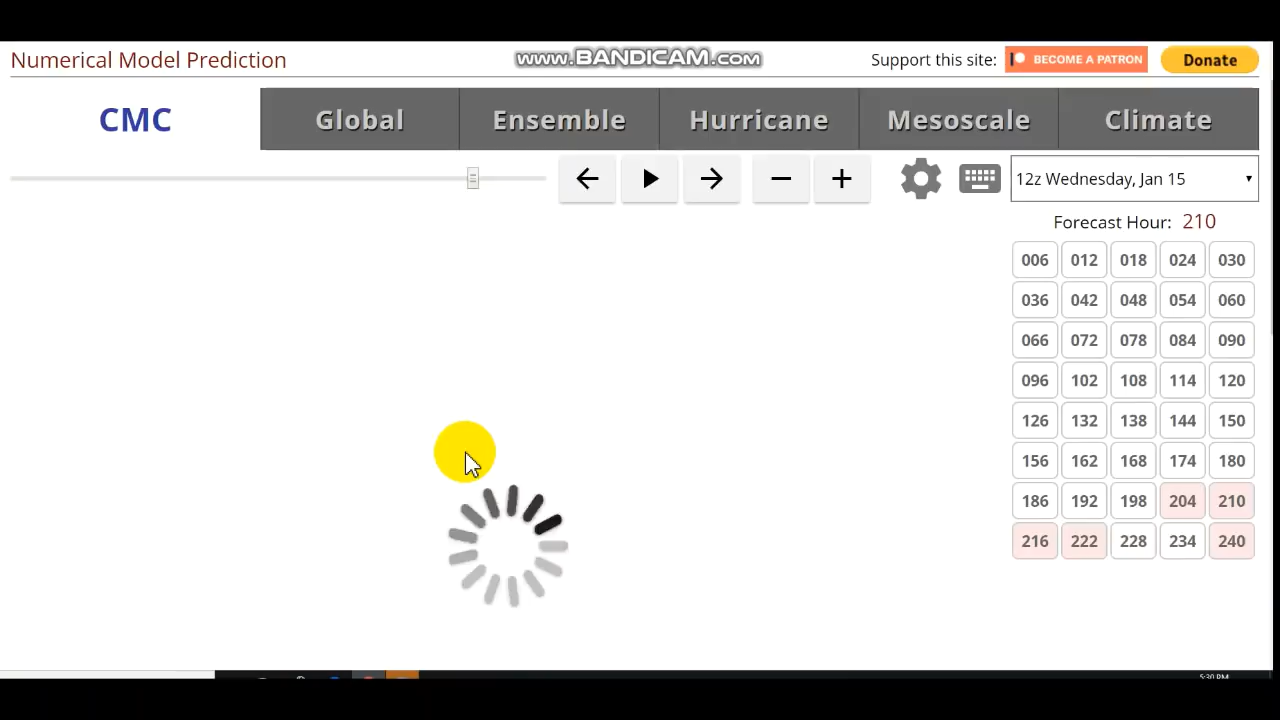 Numerical Model Prediction
www.BANDICAM.com
Support this site:
BECOME A PATRON
Donate
CMC
Global
Ensemble
Hurricane
Mesoscale
Climate
12z Wednesday, Jan 15
Forecast Hour: 210
006 012 018 024 030
036 042 048 054 060
066 072 078 084 090
096 102 108 114 120
126 132 138 144 150
156 162 168 174 180
186 192 198 204 210
216 222 228 234 240
5:30 PM